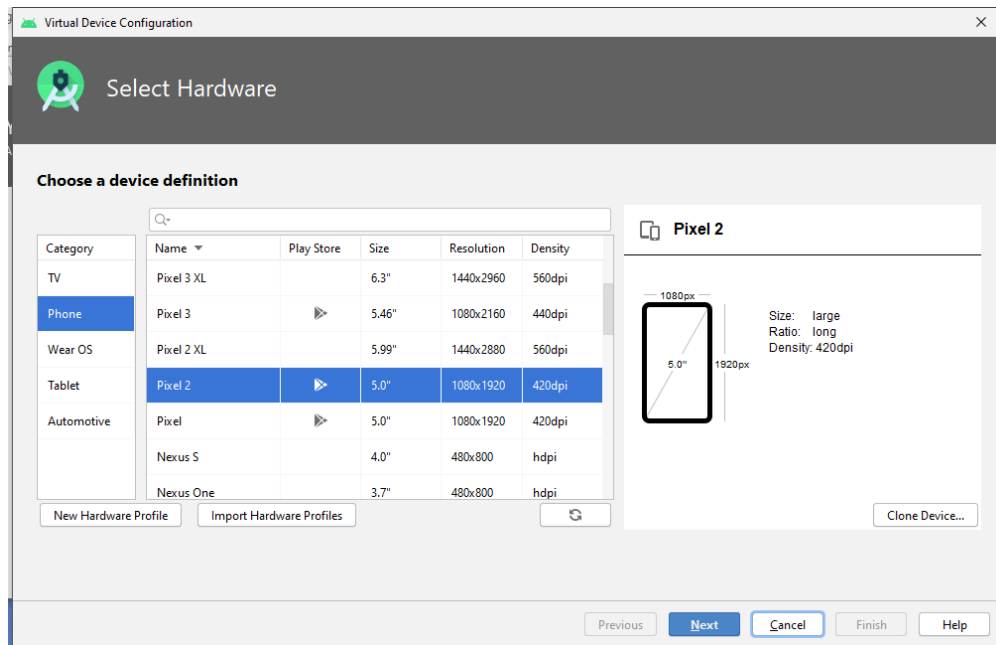 Virtual Device Configuration
Select Hardware
Choose a device definition
Category
TV
Phone
Wear OS
Tablet
Automotive
Name Play Store Size Resolution Density
Pixel 3 XL 6.3" 1440x2960 560dpi
Pixel 3 5.46" 1080x2160 440dpi
Pixel 2 XL 5.99" 1440x2880 560dpi
Pixel 2 5.0" 1080x1920 420dpi
Pixel 5.0" 1080x1920 420dpi
Nexus S 4.0" 480x800 hdpi
Nexus One 3.7" 480x800 hdpi
New Hardware Profile Import Hardware Profiles
Pixel 2
1080px
5.0"
1920px
Size: large
Ratio: long
Density: 420dpi
Clone Device...
Previous Next Cancel Finish Help